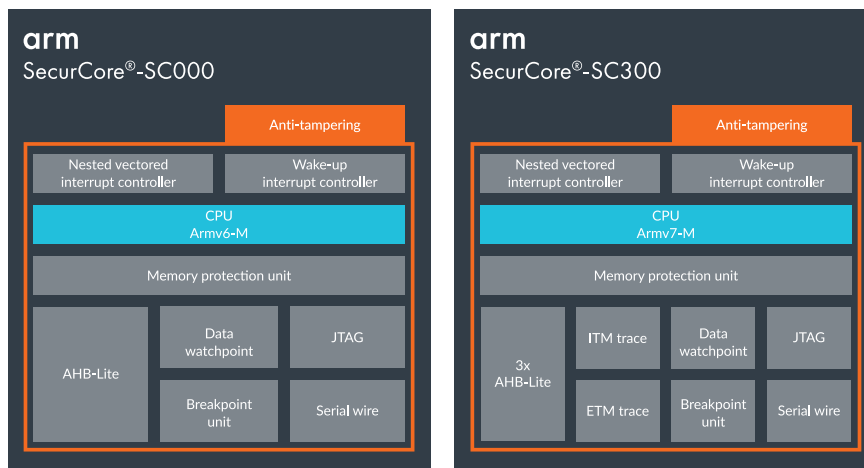 arm
SecurCore®-SC000
Anti-tampering
Nested vectored
interrupt controller
Wake-up
interrupt controller
CPU
Armv6-M
Memory protection unit
AHB-Lite
Data
watchpoint
JTAG
Breakpoint
unit
Serial wire
arm
SecurCore®-SC300
Anti-tampering
Nested vectored
interrupt controller
Wake-up
interrupt controller
CPU
Armv7-M
Memory protection unit
3x
AHB-Lite
ITM trace
Data
watchpoint
JTAG
ETM trace
Breakpoint
unit
Serial wire